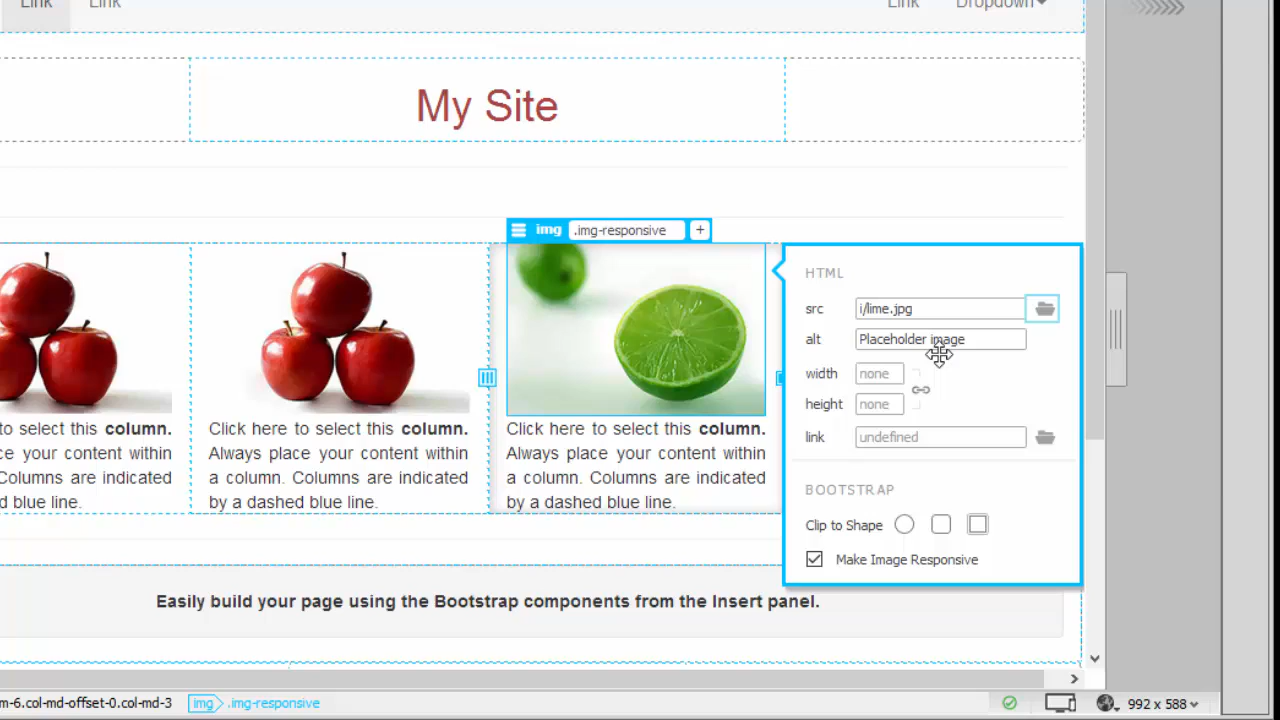 Link Link Link Dropdown
My Site
img .img-responsive +
HTML
src i/lime.jpg
alt Placeholder image
width none
height none
link undefined
BOOTSTRAP
Clip to Shape
Make Image Responsive
to select this column.
ce your content within
Columns are indicated
d blue line.
Click here to select this column.
Always place your content within
a column. Columns are indicated
by a dashed blue line.
Click here to select this column.
Always place your content within
a column. Columns are indicated
by a dashed blue line.
Easily build your page using the Bootstrap components from the Insert panel.
m-6.col-md-offset-0.col-md-3 img .img-responsive 992 x 588